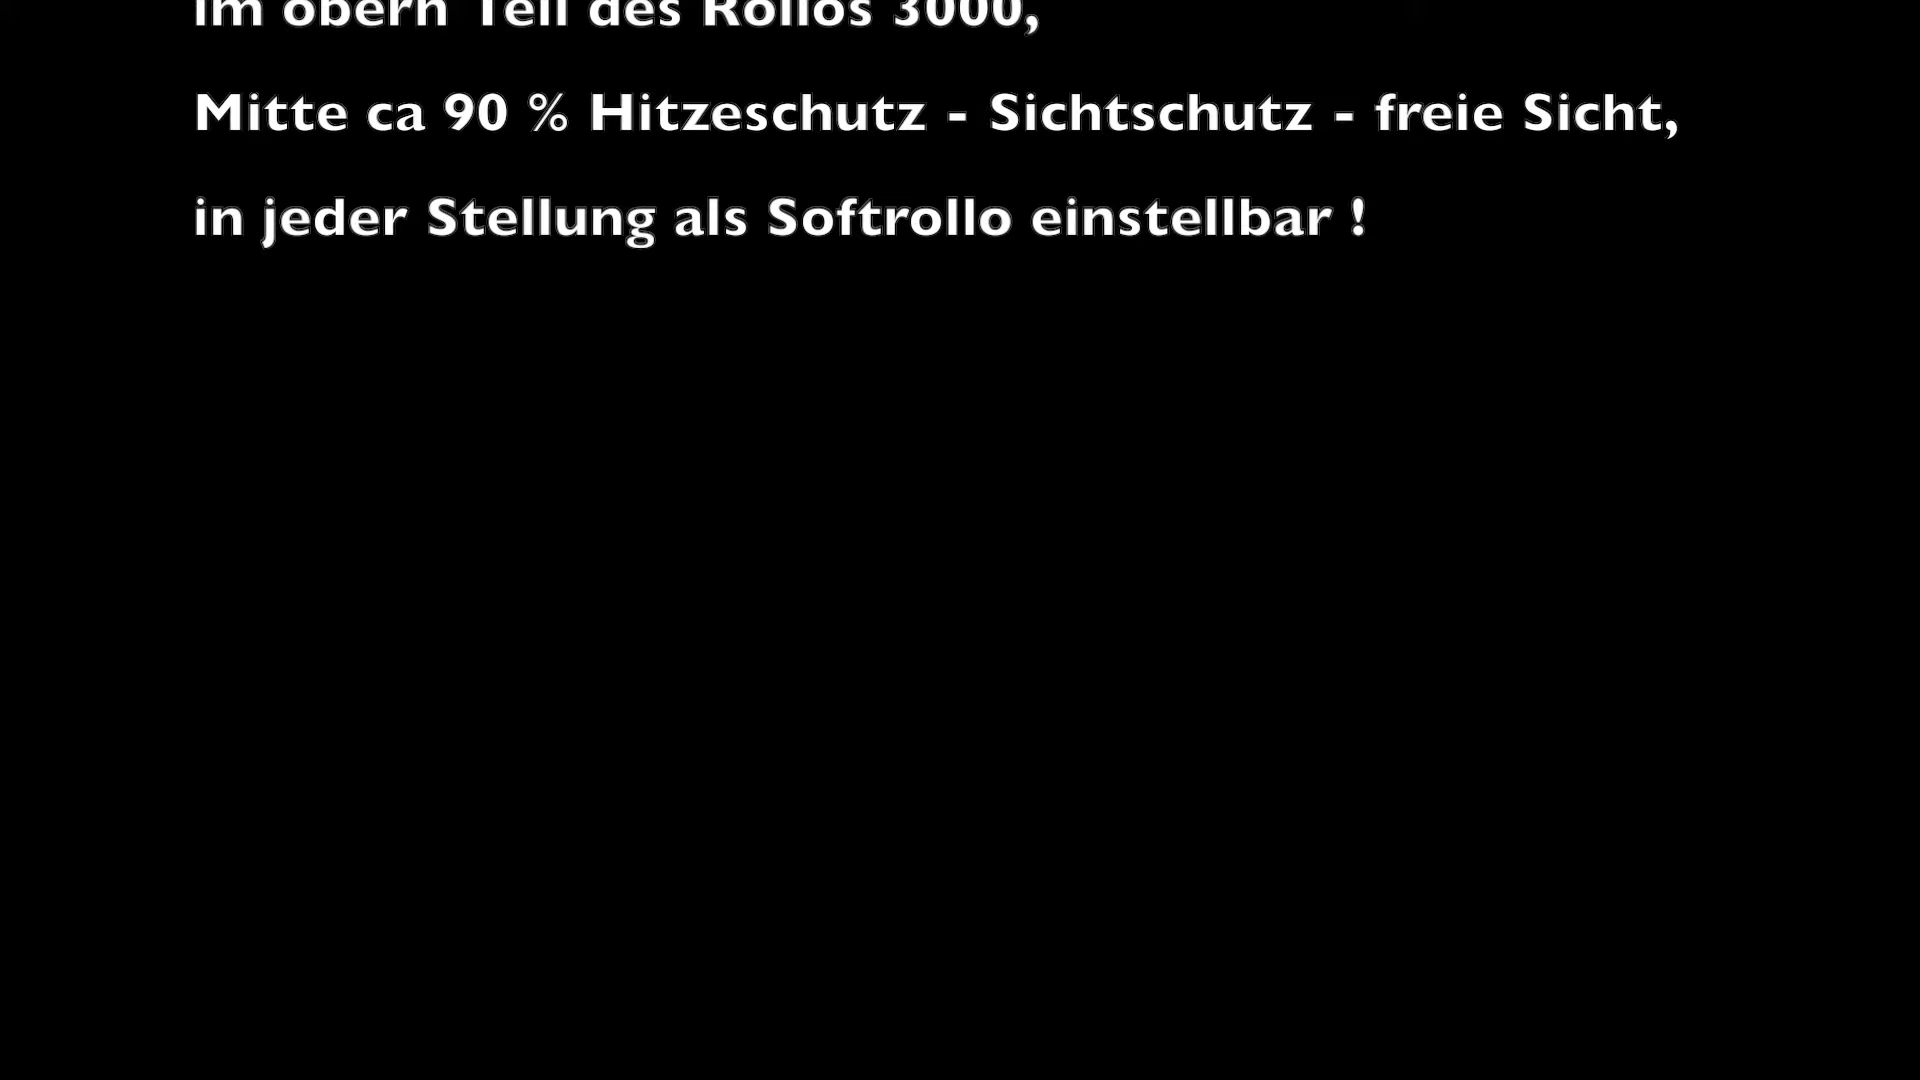 im obern Teil des Rollos 3000,
Mitte ca 90 % Hitzeschutz - Sichtschutz - freie Sicht,
in jeder Stellung als Softrollo einstellbar !